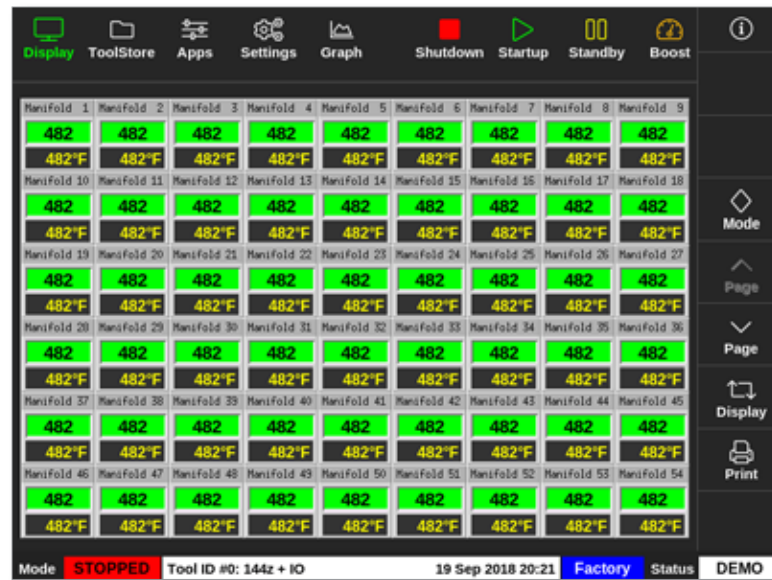 Display ToolStore Apps Settings Graph Shutdown Startup Standby Boost
Manifold 1 Manifold 2 Manifold 3 Manifold 4 Manifold 5 Manifold 6 Manifold 7 Manifold 8 Manifold 9
482 482 482 482 482 482 482 482 482
482°F 482°F 482°F 482°F 482°F 482°F 482°F 482°F 482°F
Manifold 10 Manifold 11 Manifold 12 Manifold 13 Manifold 14 Manifold 15 Manifold 16 Manifold 17 Manifold 18
482 482 482 482 482 482 482 482 482
482°F 482°F 482°F 482°F 482°F 482°F 482°F 482°F 482°F
Mode
Manifold 19 Manifold 20 Manifold 21 Manifold 22 Manifold 23 Manifold 24 Manifold 25 Manifold 26 Manifold 27
482 482 482 482 482 482 482 482 482
Page
482°F 482°F 482°F 482°F 482°F 482°F 482°F 482°F 482°F
Manifold 28 Manifold 29 Manifold 30 Manifold 31 Manifold 32 Manifold 33 Manifold 34 Manifold 35 Manifold 36
482 482 482 482 482 482 482 482 482
Page
482°F 482°F 482°F 482°F 482°F 482°F 482°F 482°F 482°F
Manifold 37 Manifold 38 Manifold 39 Manifold 40 Manifold 41 Manifold 42 Manifold 43 Manifold 44 Manifold 45
Display
482 482 482 482 482 482 482 482 482
482°F 482°F 482°F 482°F 482°F 482°F 482°F 482°F 482°F
Manifold 46 Manifold 47 Manifold 48 Manifold 49 Manifold 50 Manifold 51 Manifold 52 Manifold 53 Manifold 54
Print
482 482 482 482 482 482 482 482 482
482°F 482°F 482°F 482°F 482°F 482°F 482°F 482°F 482°F
Mode STOPPED Tool ID #0: 144z + IO 19 Sep 2018 20:21 Factory Status DEMO